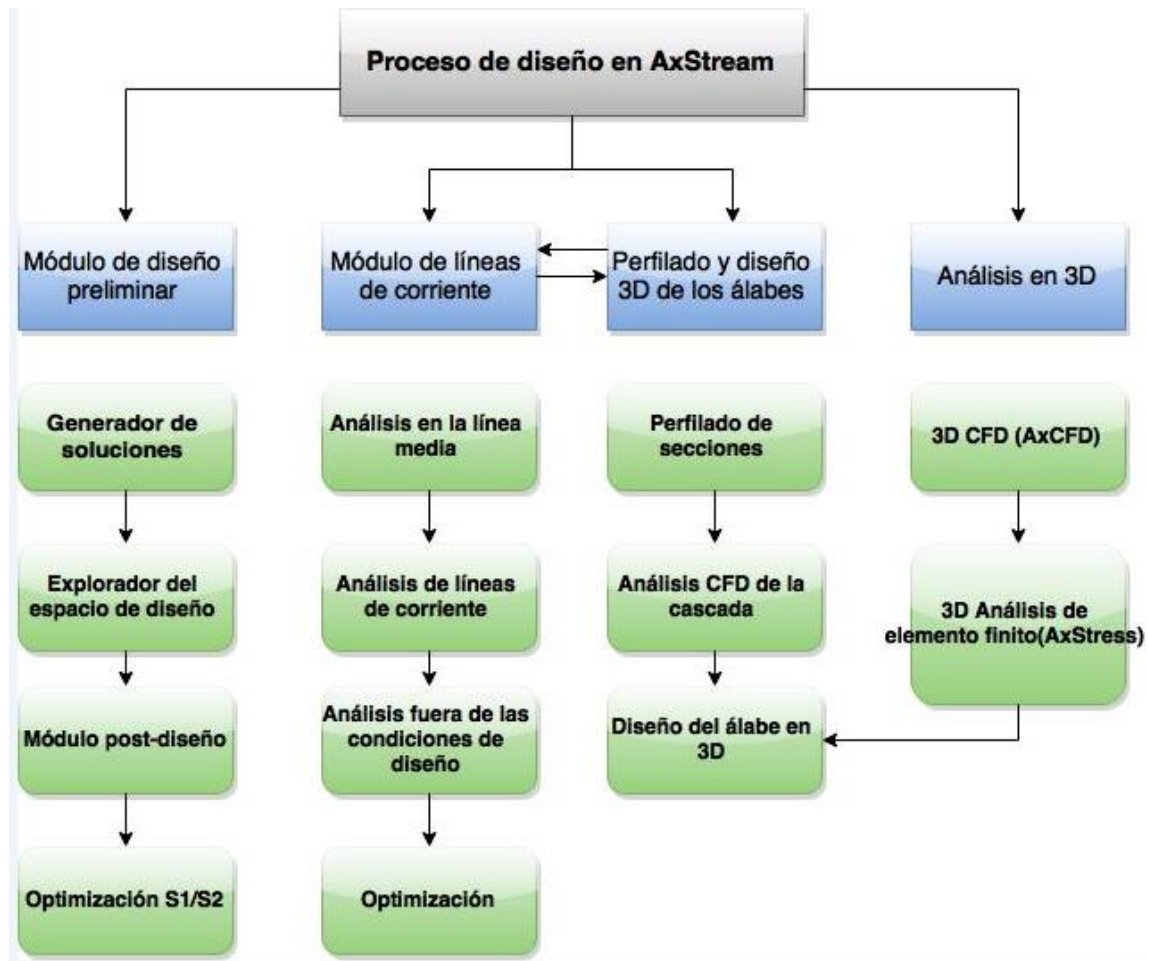 Proceso de diseño en AxStream
Módulo de diseño
preliminar
Módulo de líneas
de corriente
Perfilado y diseño
3D de los álabes
Análisis en 3D
Generador de
soluciones
Explorador del
espacio de diseño
Módulo post-diseño
Optimización S1/S2
Análisis en la línea
media
Análisis de líneas
de corriente
Análisis fuera de las
condiciones de
diseño
Optimización
Perfilado de
secciones
Análisis CFD de la
cascada
Diseño del álabe en
3D
3D CFD (AxCFD)
3D Análisis de
elemento finito(AxStress)